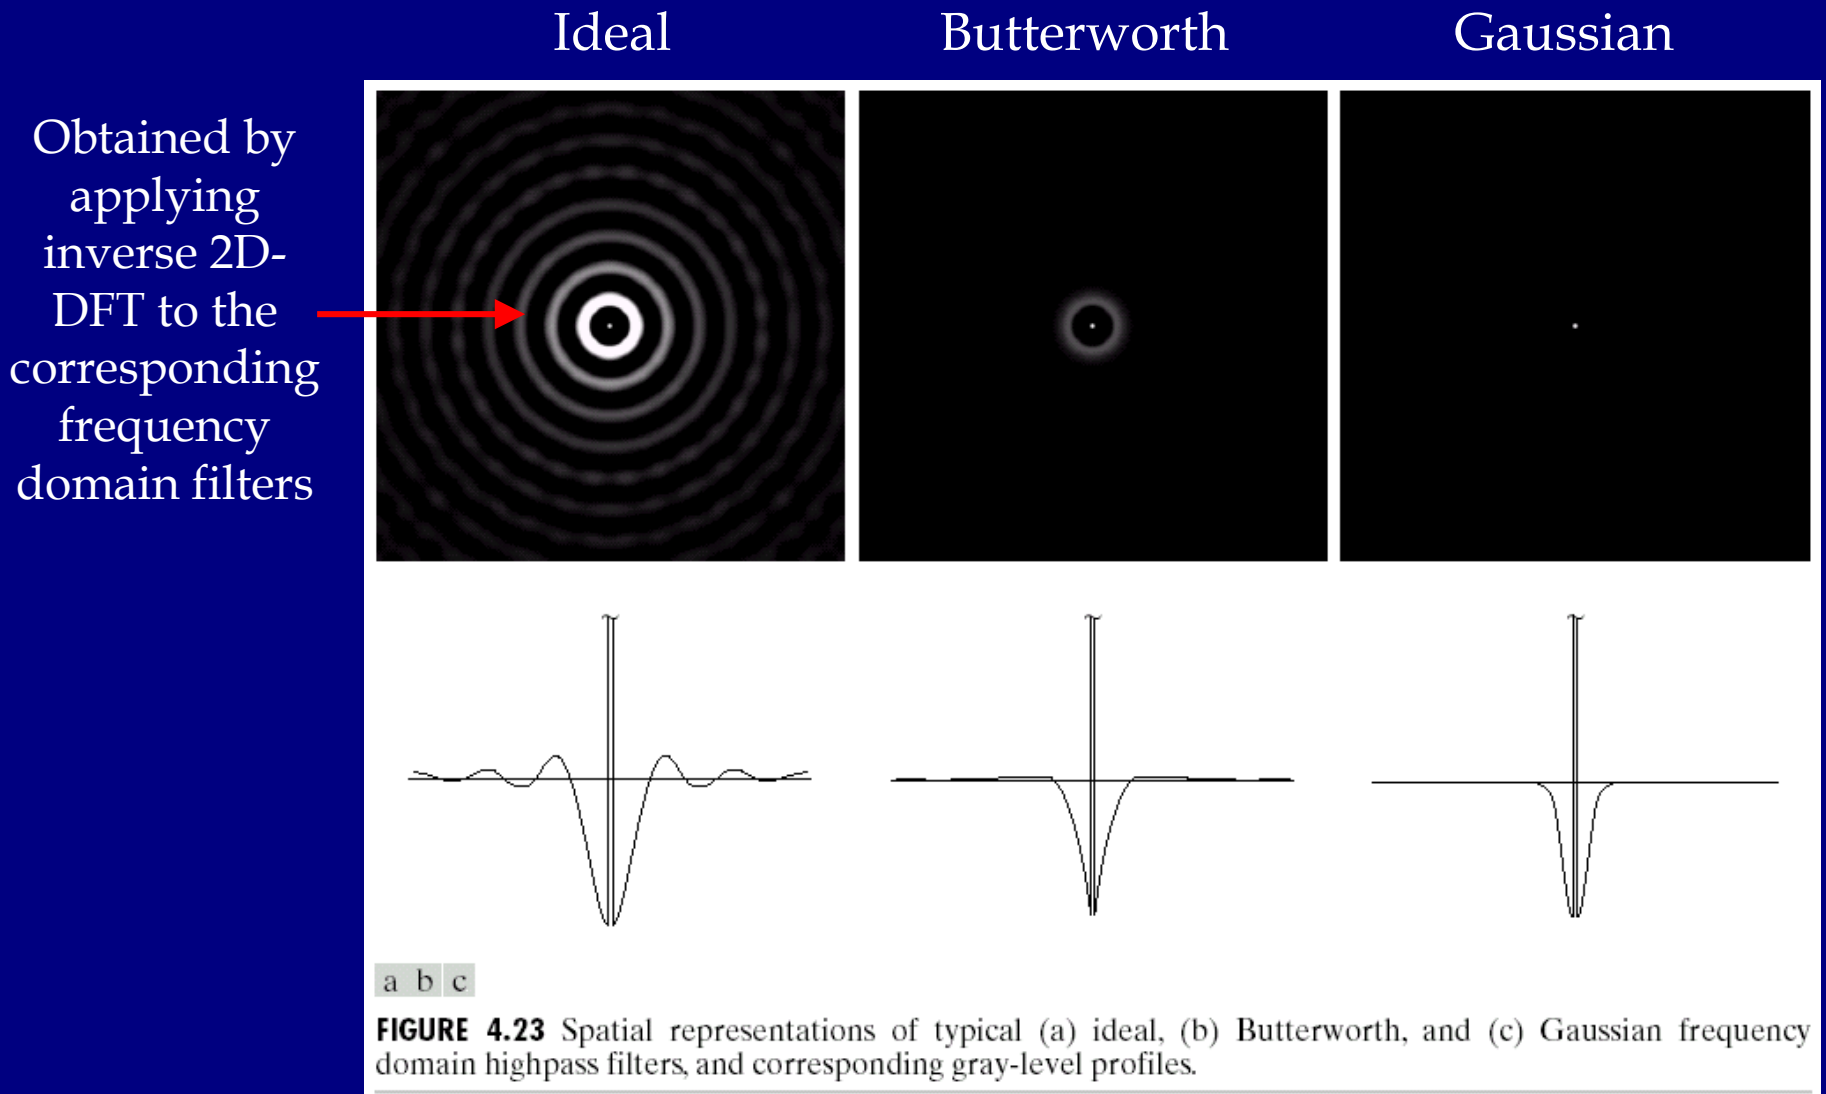 Ideal
Butterworth
Gaussian
Obtained by
applying
inverse 2D-
DFT to the
corresponding
frequency
domain filters
a b c
FIGURE 4.23 Spatial representations of typical (a) ideal, (b) Butterworth, and (c) Gaussian frequency
domain highpass filters, and corresponding gray-level profiles.